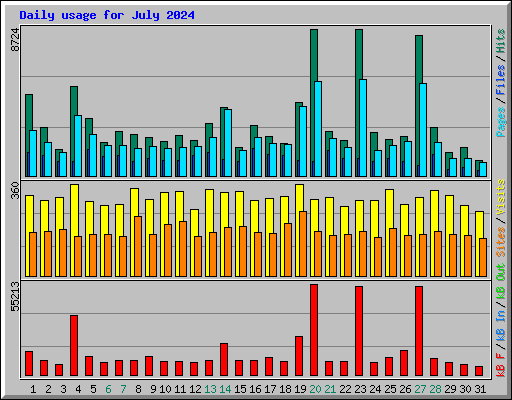 Daily usage for July 2024
8724
Pages / Files / Hits
360
Sites / Visits
55213
kB F / kB In / kB Out
1 2 3 4 5 6 7 8 9 10 11 12 13 14 15 16 17 18 19 20 21 22 23 24 25 26 27 28 29 30 31